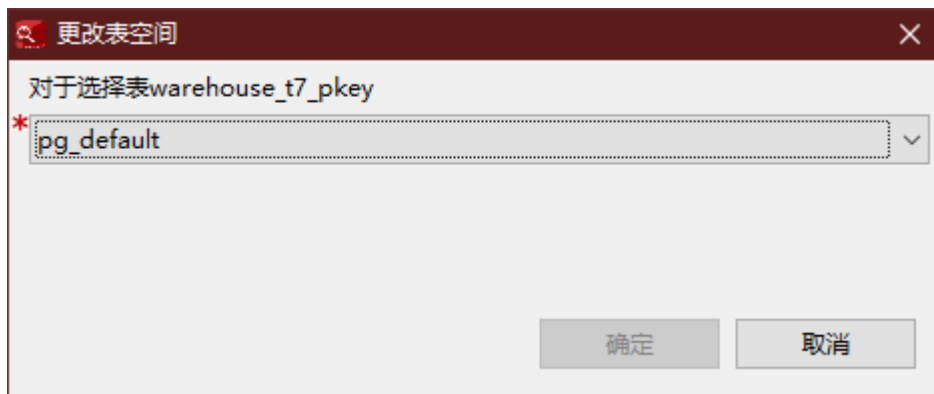 更改表空间
对于选择表warehouse_t7_pkey
*
pg_default
确定
取消